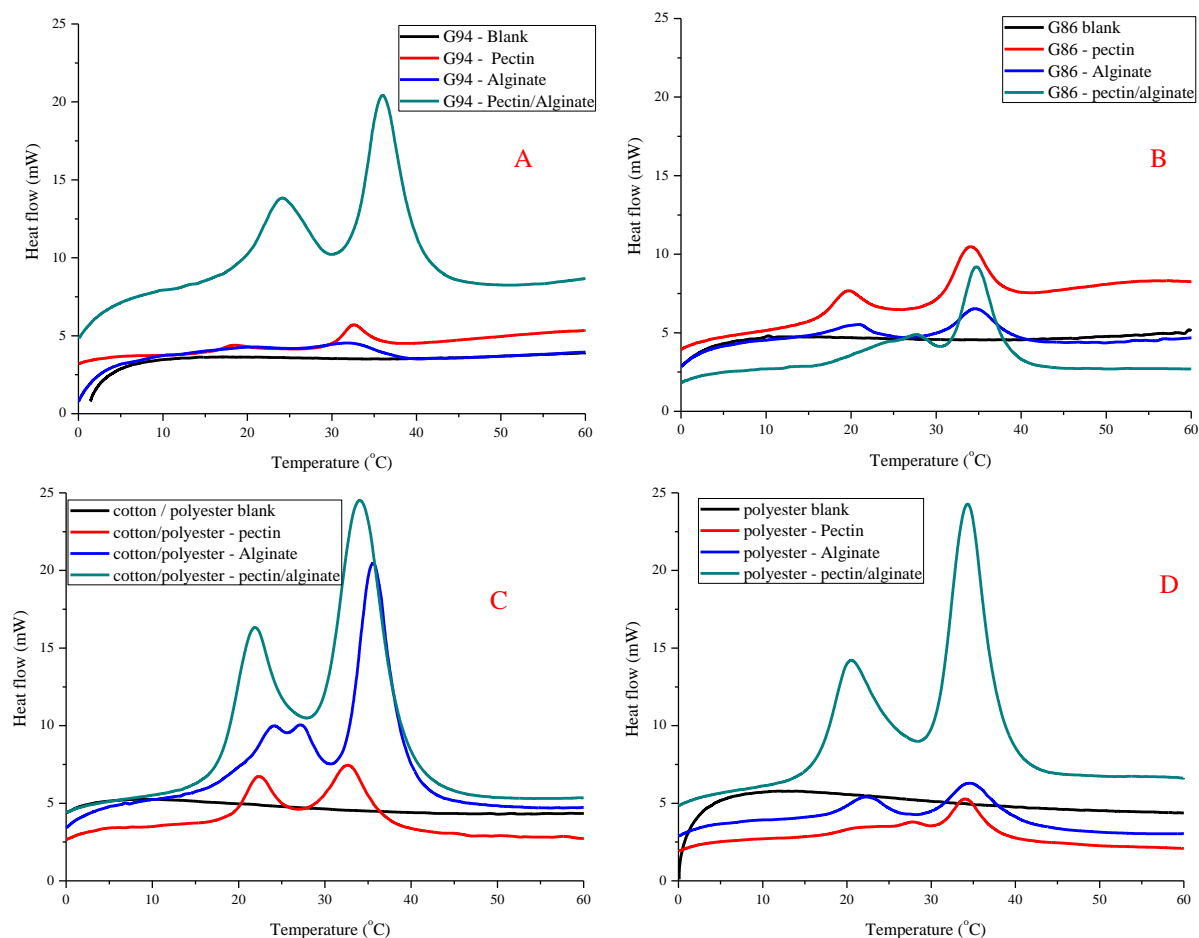 25
20
15
10
5
0
Heat flow (mW)
G94 - Blank
G94 -  Pectin
G94 - Alginate
G94 - Pectin/Alginate
A
0 10 20 30 40 50 60
Temperature (°C)
25
20
15
10
5
0
Heat flow (mW)
G86 blank
G86 - pectin
G86 - Alginate
G86 - pectin/alginate
B
0 10 20 30 40 50 60
Temperature (°C)
25
20
15
10
5
0
Heat flow (mW)
cotton / polyester blank
cotton/polyester - pectin
cotton/polyester - Alginate
cotton/polyester - pectin/alginate
C
0 10 20 30 40 50 60
Temperature (°C)
25
20
15
10
5
0
Heat flow (mW)
polyester blank
polyester - Pectin
polyester - Alginate
polyester - pectin/alginate
D
0 10 20 30 40 50 60
Temperature (°C)